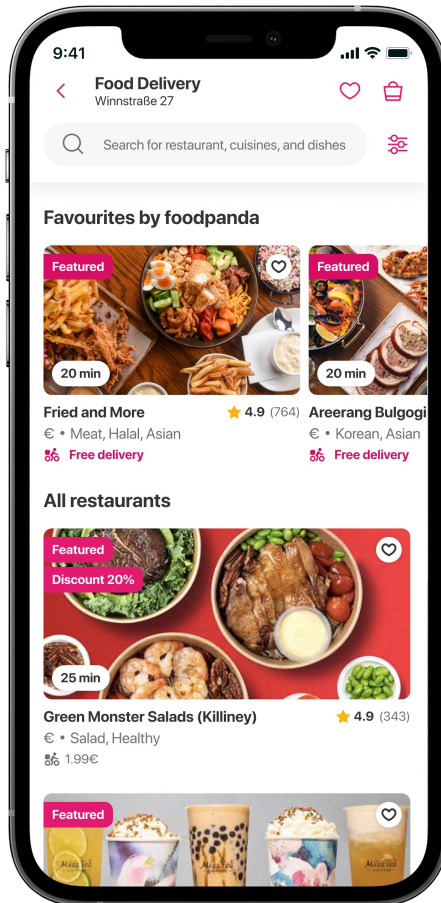 9:41
Food Delivery
Winnstraße 27
Search for restaurant, cuisines, and dishes
Favourites by foodpanda
Featured
Featured
20 min
20 min
Fried and More
4.9 (764)
Areerang Bulgogi
€ • Meat, Halal, Asian
€ • Korean, Asian
Free delivery
Free delivery
All restaurants
Featured
Discount 20%
25 min
Green Monster Salads (Killiney)
4.9 (343)
€ • Salad, Healthy
1.99€
Featured